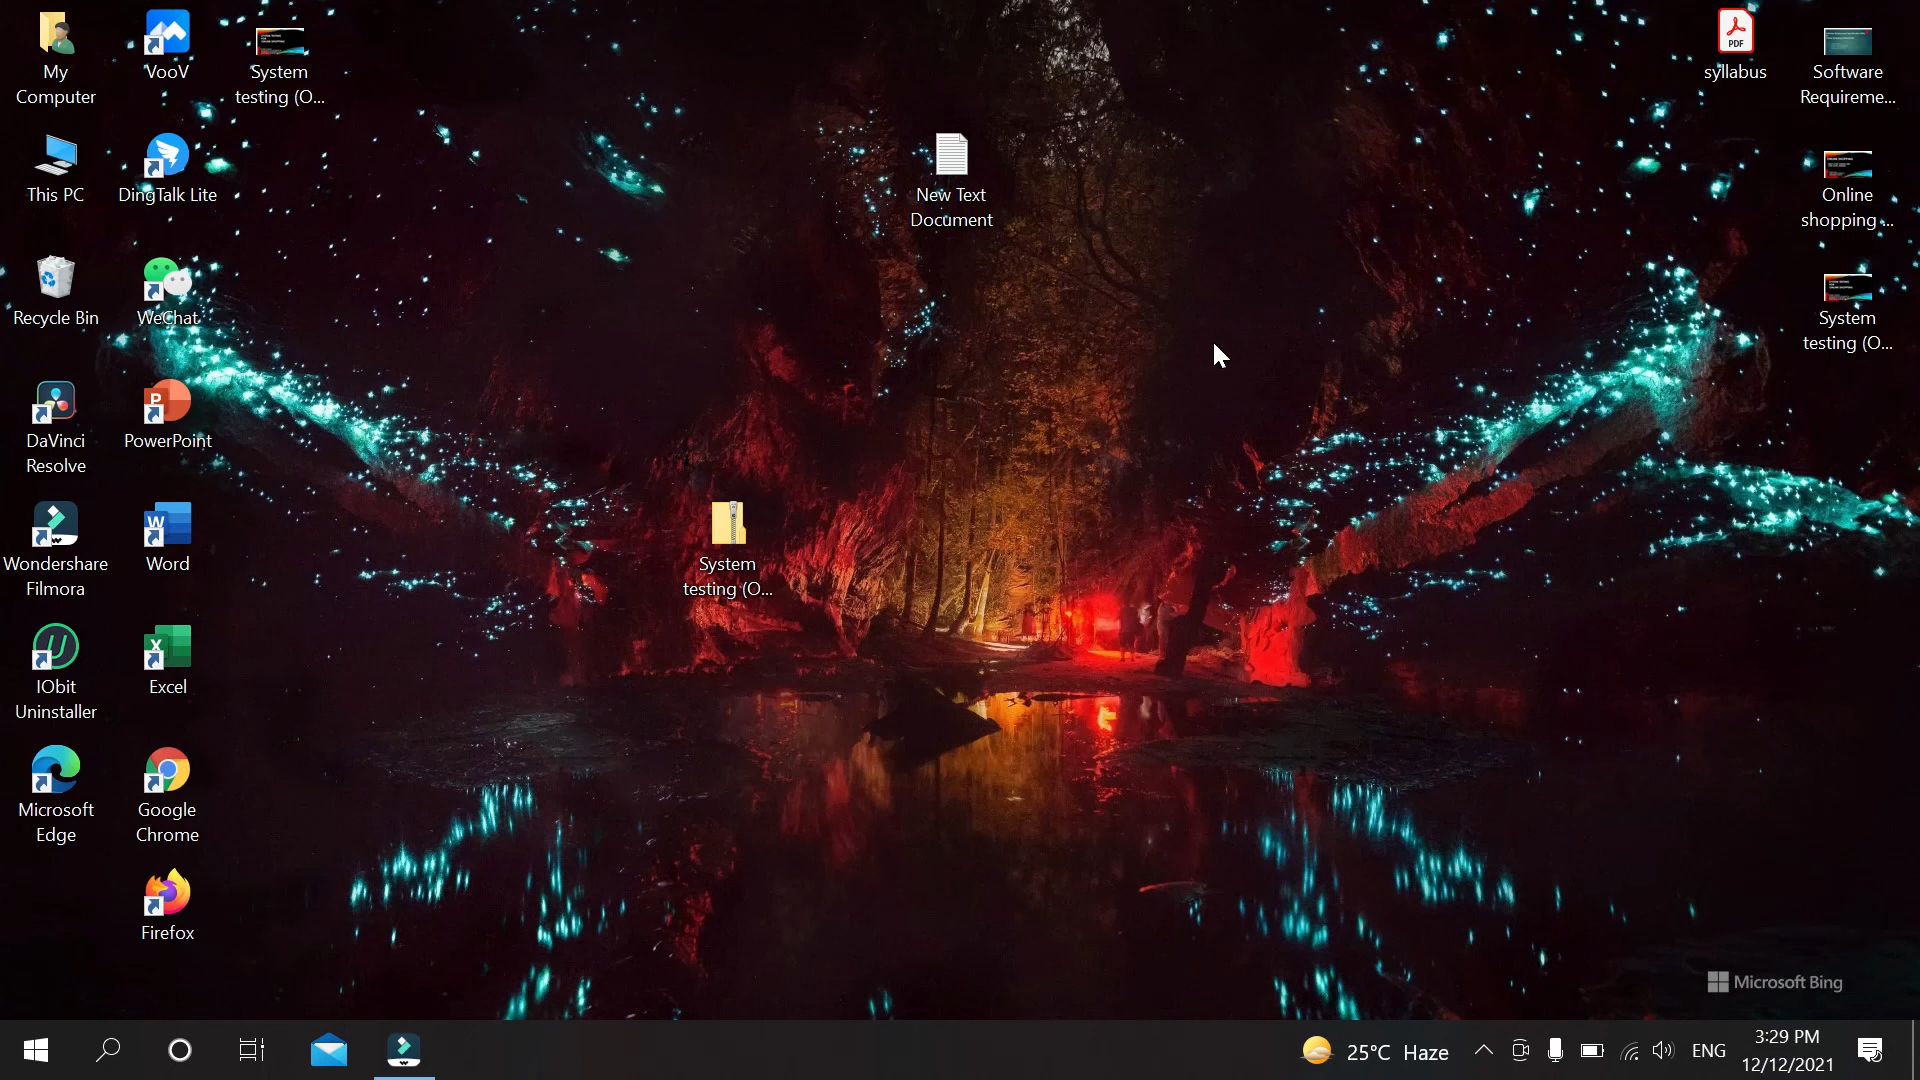 My
Computer
VooV
System
testing (O...
This PC
DingTalk Lite
Recycle Bin
WeChat
DaVinci
Resolve
PowerPoint
Wondershare
Filmora
Word
IObit
Uninstaller
Excel
Microsoft
Edge
Google
Chrome
Firefox
New Text
Document
System
testing (O...
syllabus
Software
Requireme...
Online
shopping ...
System
testing (O...
Microsoft Bing
25°C Haze
ENG
3:29 PM
12/12/2021